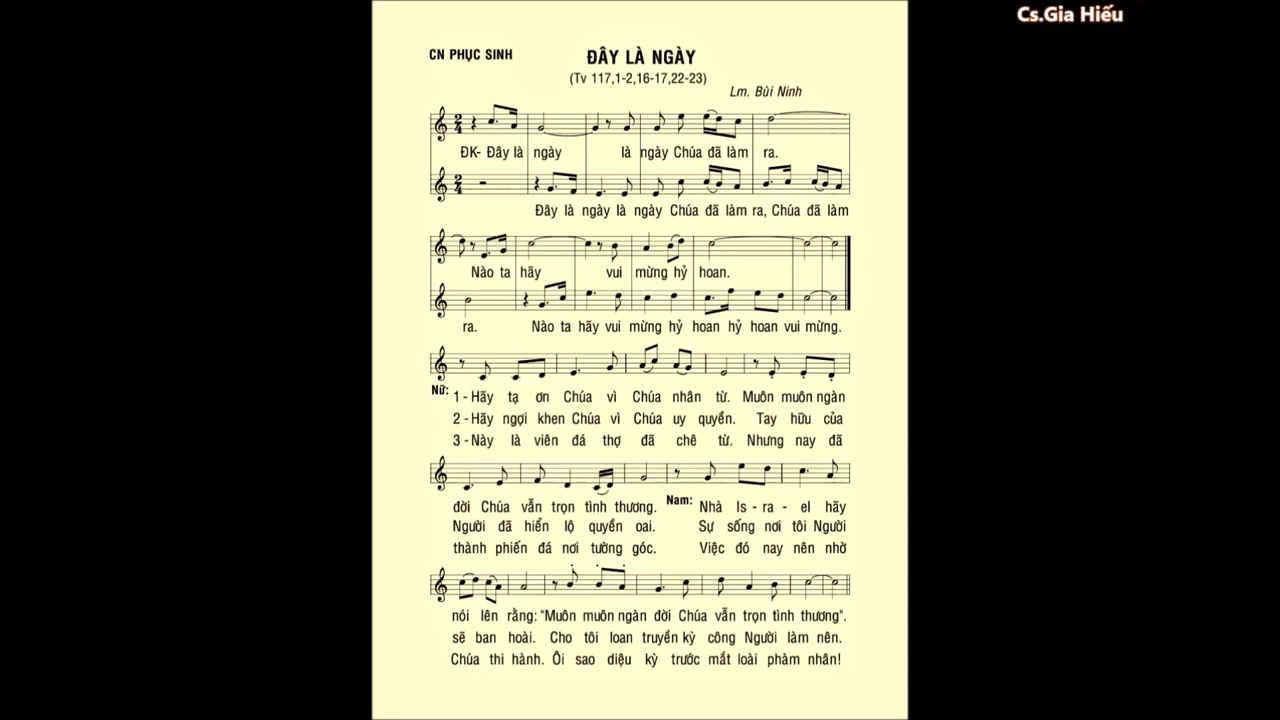 Cs.Gia Hiếu
CN PHỤC SINH
ĐÂY LÀ NGÀY
(Tv 117,1-2,16-17,22-23)
Lm. Bùi Ninh
ĐK- Đây là ngày là ngày Chúa đã làm ra.
Đây là ngày là ngày Chúa đã làm ra, Chúa đã làm
Nào ta hãy vui mừng hỷ hoan.
ra. Nào ta hãy vui mừng hỷ hoan hỷ hoan vui mừng.
Nữ: 1 - Hãy tạ ơn Chúa vì Chúa nhân từ. Muôn muôn ngàn
2 - Hãy ngợi khen Chúa vì Chúa uy quyền. Tay hữu của
3 - Này là viên đá thợ đã chê từ. Nhưng nay đã
đời Chúa vẫn trọn tình thương. Nam: Nhà Is - ra - el hãy
Người đã hiển lộ quyền oai. Sự sống nơi tôi Người
thành phiến đá nơi tường góc. Việc đó nay nên nhờ
nói lên rằng: "Muôn muôn ngàn đời Chúa vẫn trọn tình thương".
sẽ ban hoài. Cho tôi loan truyền kỳ công Người làm nên.
Chúa thi hành. Ôi sao diệu kỳ trước mắt loài phàm nhân!